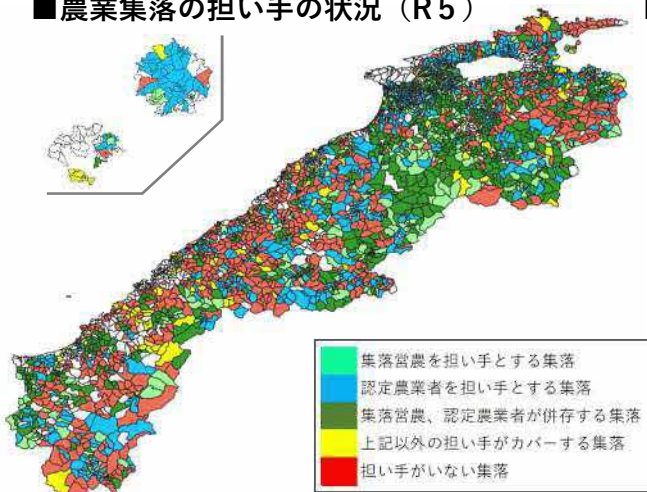 ■農業集落の担い手の状況（R５）
集落営農を担い手とする集落
認定農業者を担い手とする集落
集落営農、認定農業者が併存する集落
上記以外の担い手がカバーする集落
担い手がいない集落